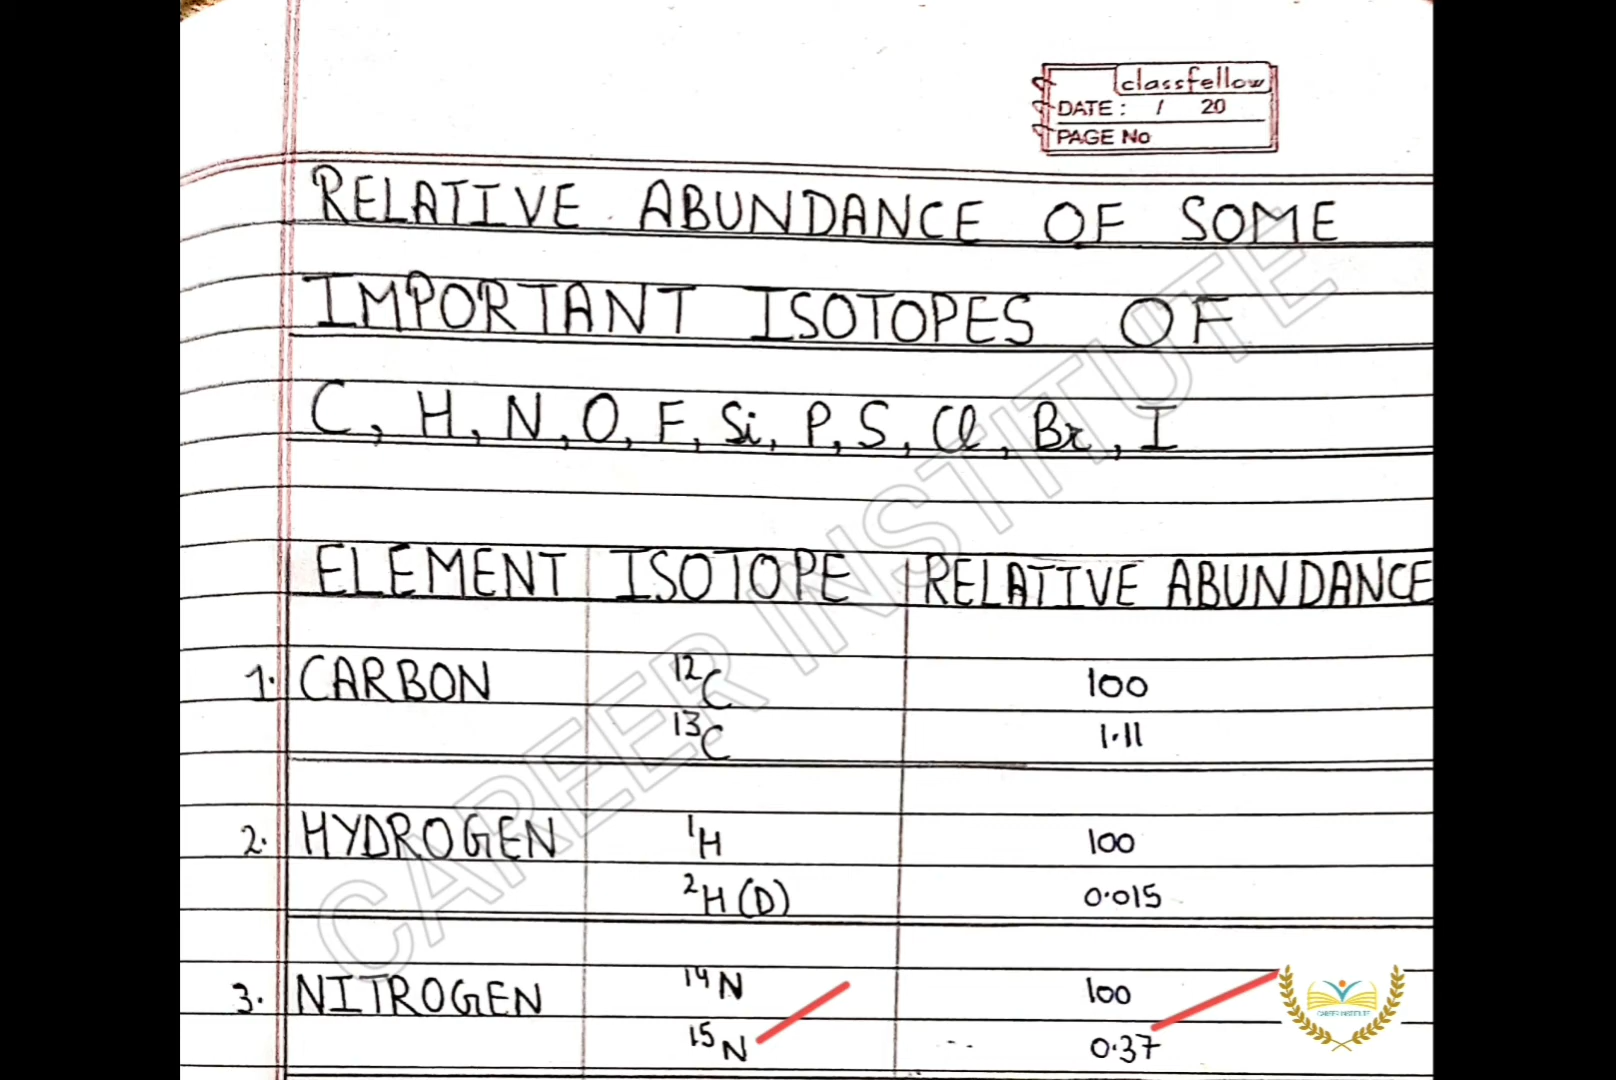 classfellow
DATE : / 20
PAGE No
RELATIVE ABUNDANCE OF SOME
IMPORTANT ISOTOPES OF
C, H, N, O, F, Si, P, S, Cl, Br, I
ELEMENT ISOTOPE RELATIVE ABUNDANCE
1. CARBON ¹²C 100
¹³C 1.11
2. HYDROGEN ¹H 100
²H (D) 0.015
3. NITROGEN ¹⁴N 100
¹⁵N 0.37
CAREER INSTITUTE
CAREER INSTITUTE